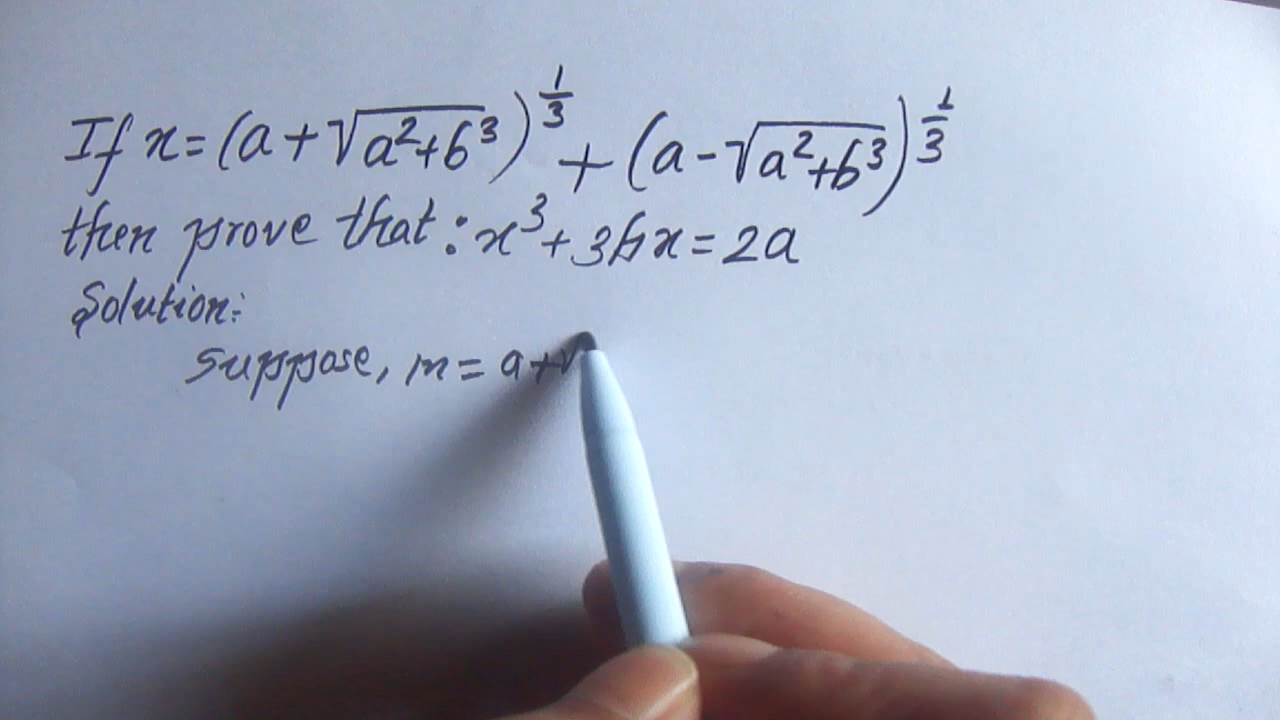 If x = (a + √(a² + b³))^(1/3) + (a - √(a² + b³))^(1/3)
then prove that: x³ + 3bx = 2a
Solution:
Suppose, m = a + √